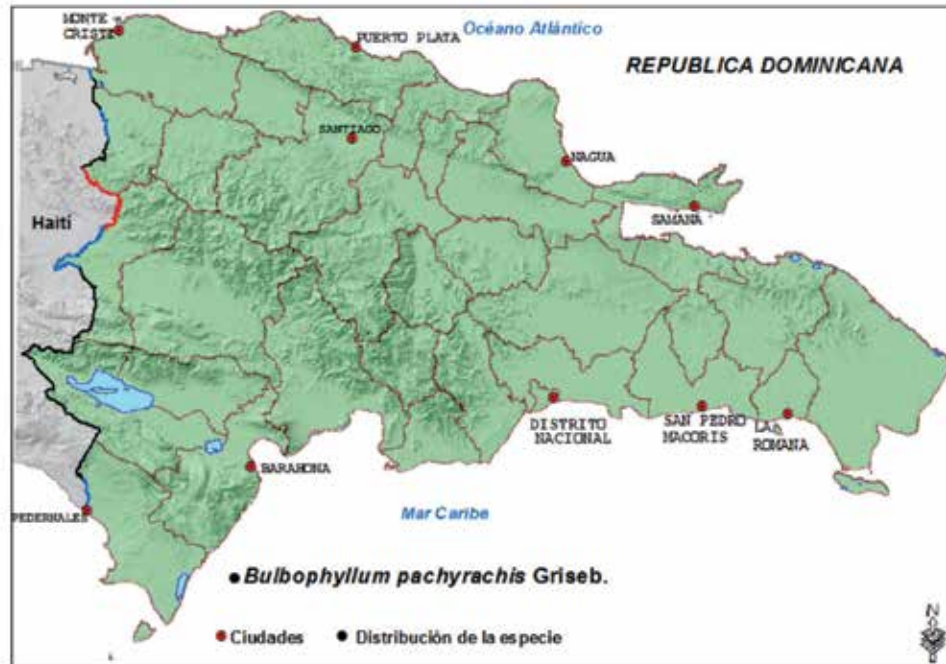 MONTE
CRISTI
PUERTO PLATA
Océano Atlántico
REPUBLICA DOMINICANA
SANTIAGO
NAGUA
Haití
SAMANA
DISTRITO
NACIONAL
SAN PEDRO
MACORIS
LA
ROMANA
BARAHONA
PEDERNALES
Mar Caribe
Bulbophyllum pachyrachis Griseb.
Ciudades
Distribución de la especie
N